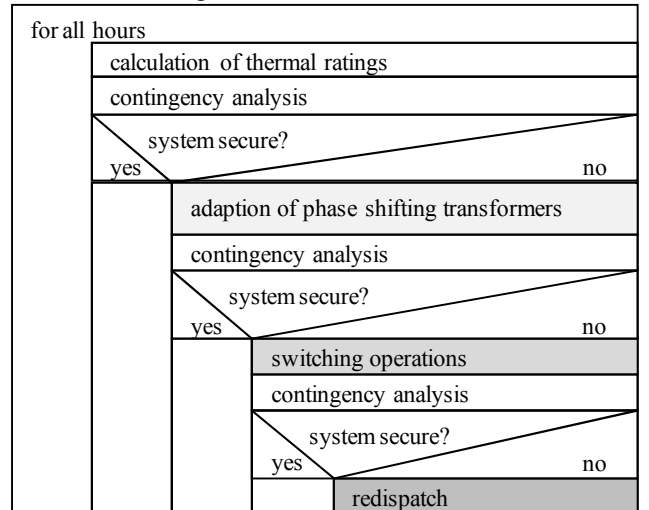 for all hours
calculation of thermal ratings
contingency analysis
system secure?
yes no
adaption of phase shifting transformers
contingency analysis
system secure?
yes no
switching operations
contingency analysis
system secure?
yes no
redispatch